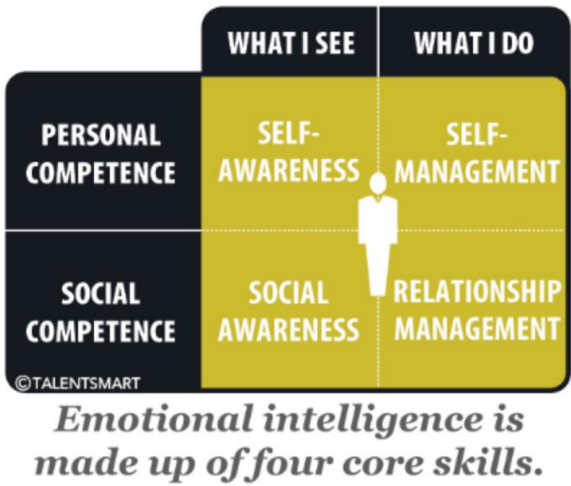 WHAT I SEE
WHAT I DO
PERSONAL
COMPETENCE
SELF-
AWARENESS
SELF-
MANAGEMENT
SOCIAL
COMPETENCE
SOCIAL
AWARENESS
RELATIONSHIP
MANAGEMENT
©TALENTSMART
Emotional intelligence is
made up of four core skills.